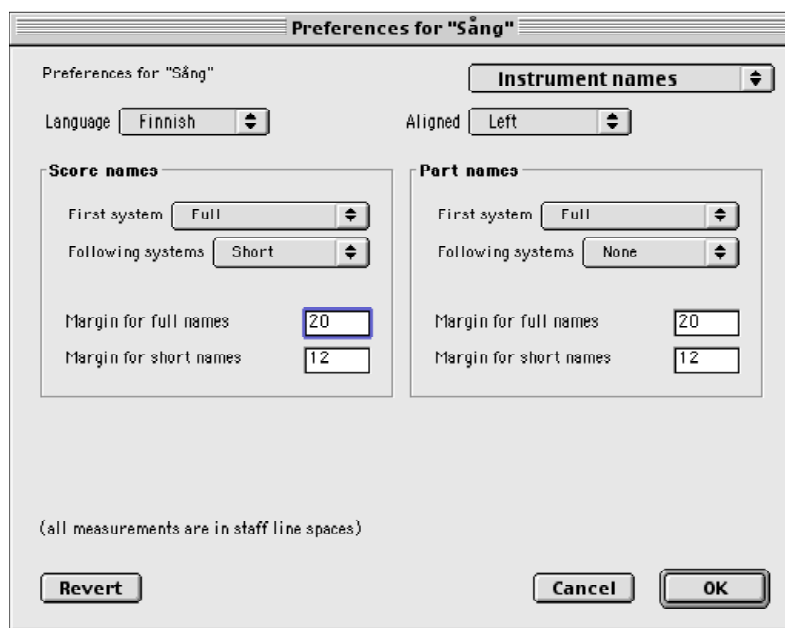 Preferences for "Sång"
Preferences for "Sång" Instrument names
Language Finnish Aligned Left
Score names Part names
First system Full First system Full
Following systems Short Following systems None
Margin for full names 20 Margin for full names 20
Margin for short names 12 Margin for short names 12
(all measurements are in staff line spaces)
Revert Cancel OK